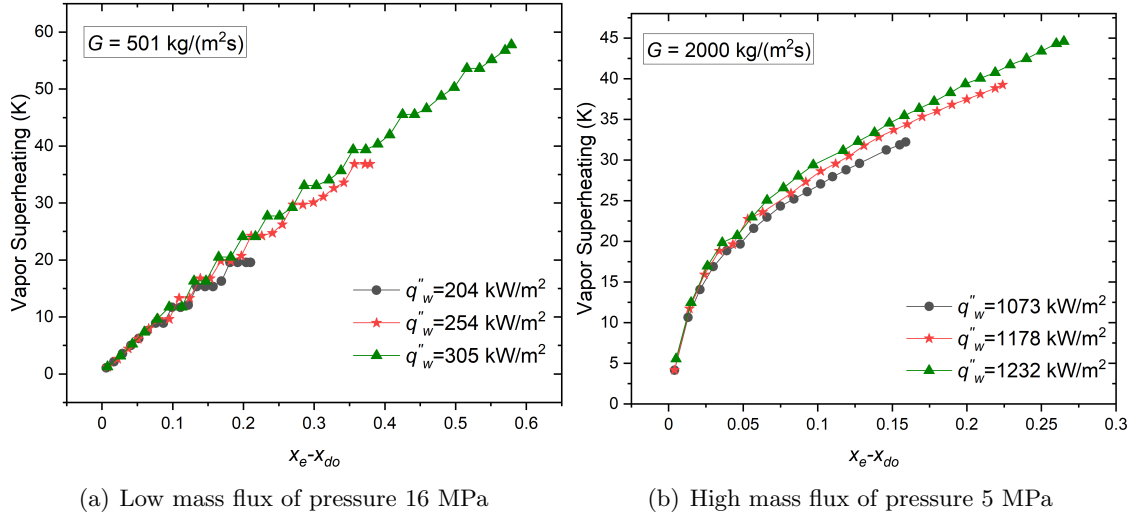 G = 501 kg/(m²s)
Vapor Superheating (K)
60
50
40
30
20
10
0
q"w=204 kW/m²
q"w=254 kW/m²
q"w=305 kW/m²
0 0.1 0.2 0.3 0.4 0.5 0.6
xe-xdo
(a) Low mass flux of pressure 16 MPa
G = 2000 kg/(m²s)
Vapor Superheating (K)
45
40
35
30
25
20
15
10
5
0
q"w=1073 kW/m²
q"w=1178 kW/m²
q"w=1232 kW/m²
0 0.05 0.1 0.15 0.2 0.25 0.3
xe-xdo
(b) High mass flux of pressure 5 MPa